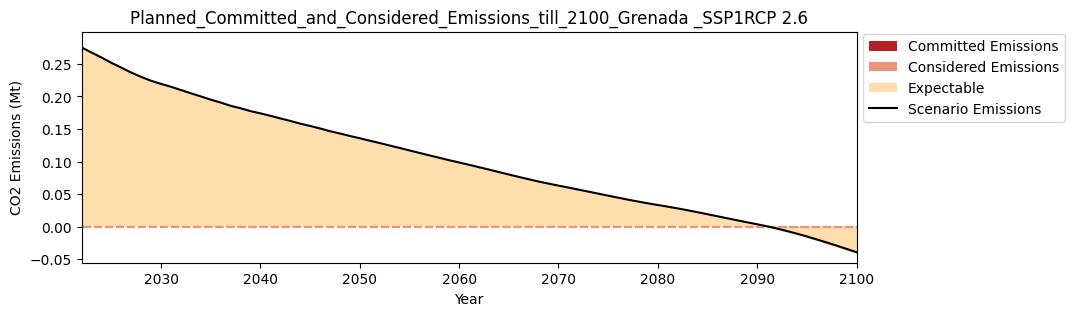 Planned_Committed_and_Considered_Emissions_till_2100_Grenada _SSP1RCP 2.6
CO2 Emissions (Mt)
0.25
0.20
0.15
0.10
0.05
0.00
−0.05
2030 2040 2050 2060 2070 2080 2090 2100
Year
Committed Emissions
Considered Emissions
Expectable
Scenario Emissions